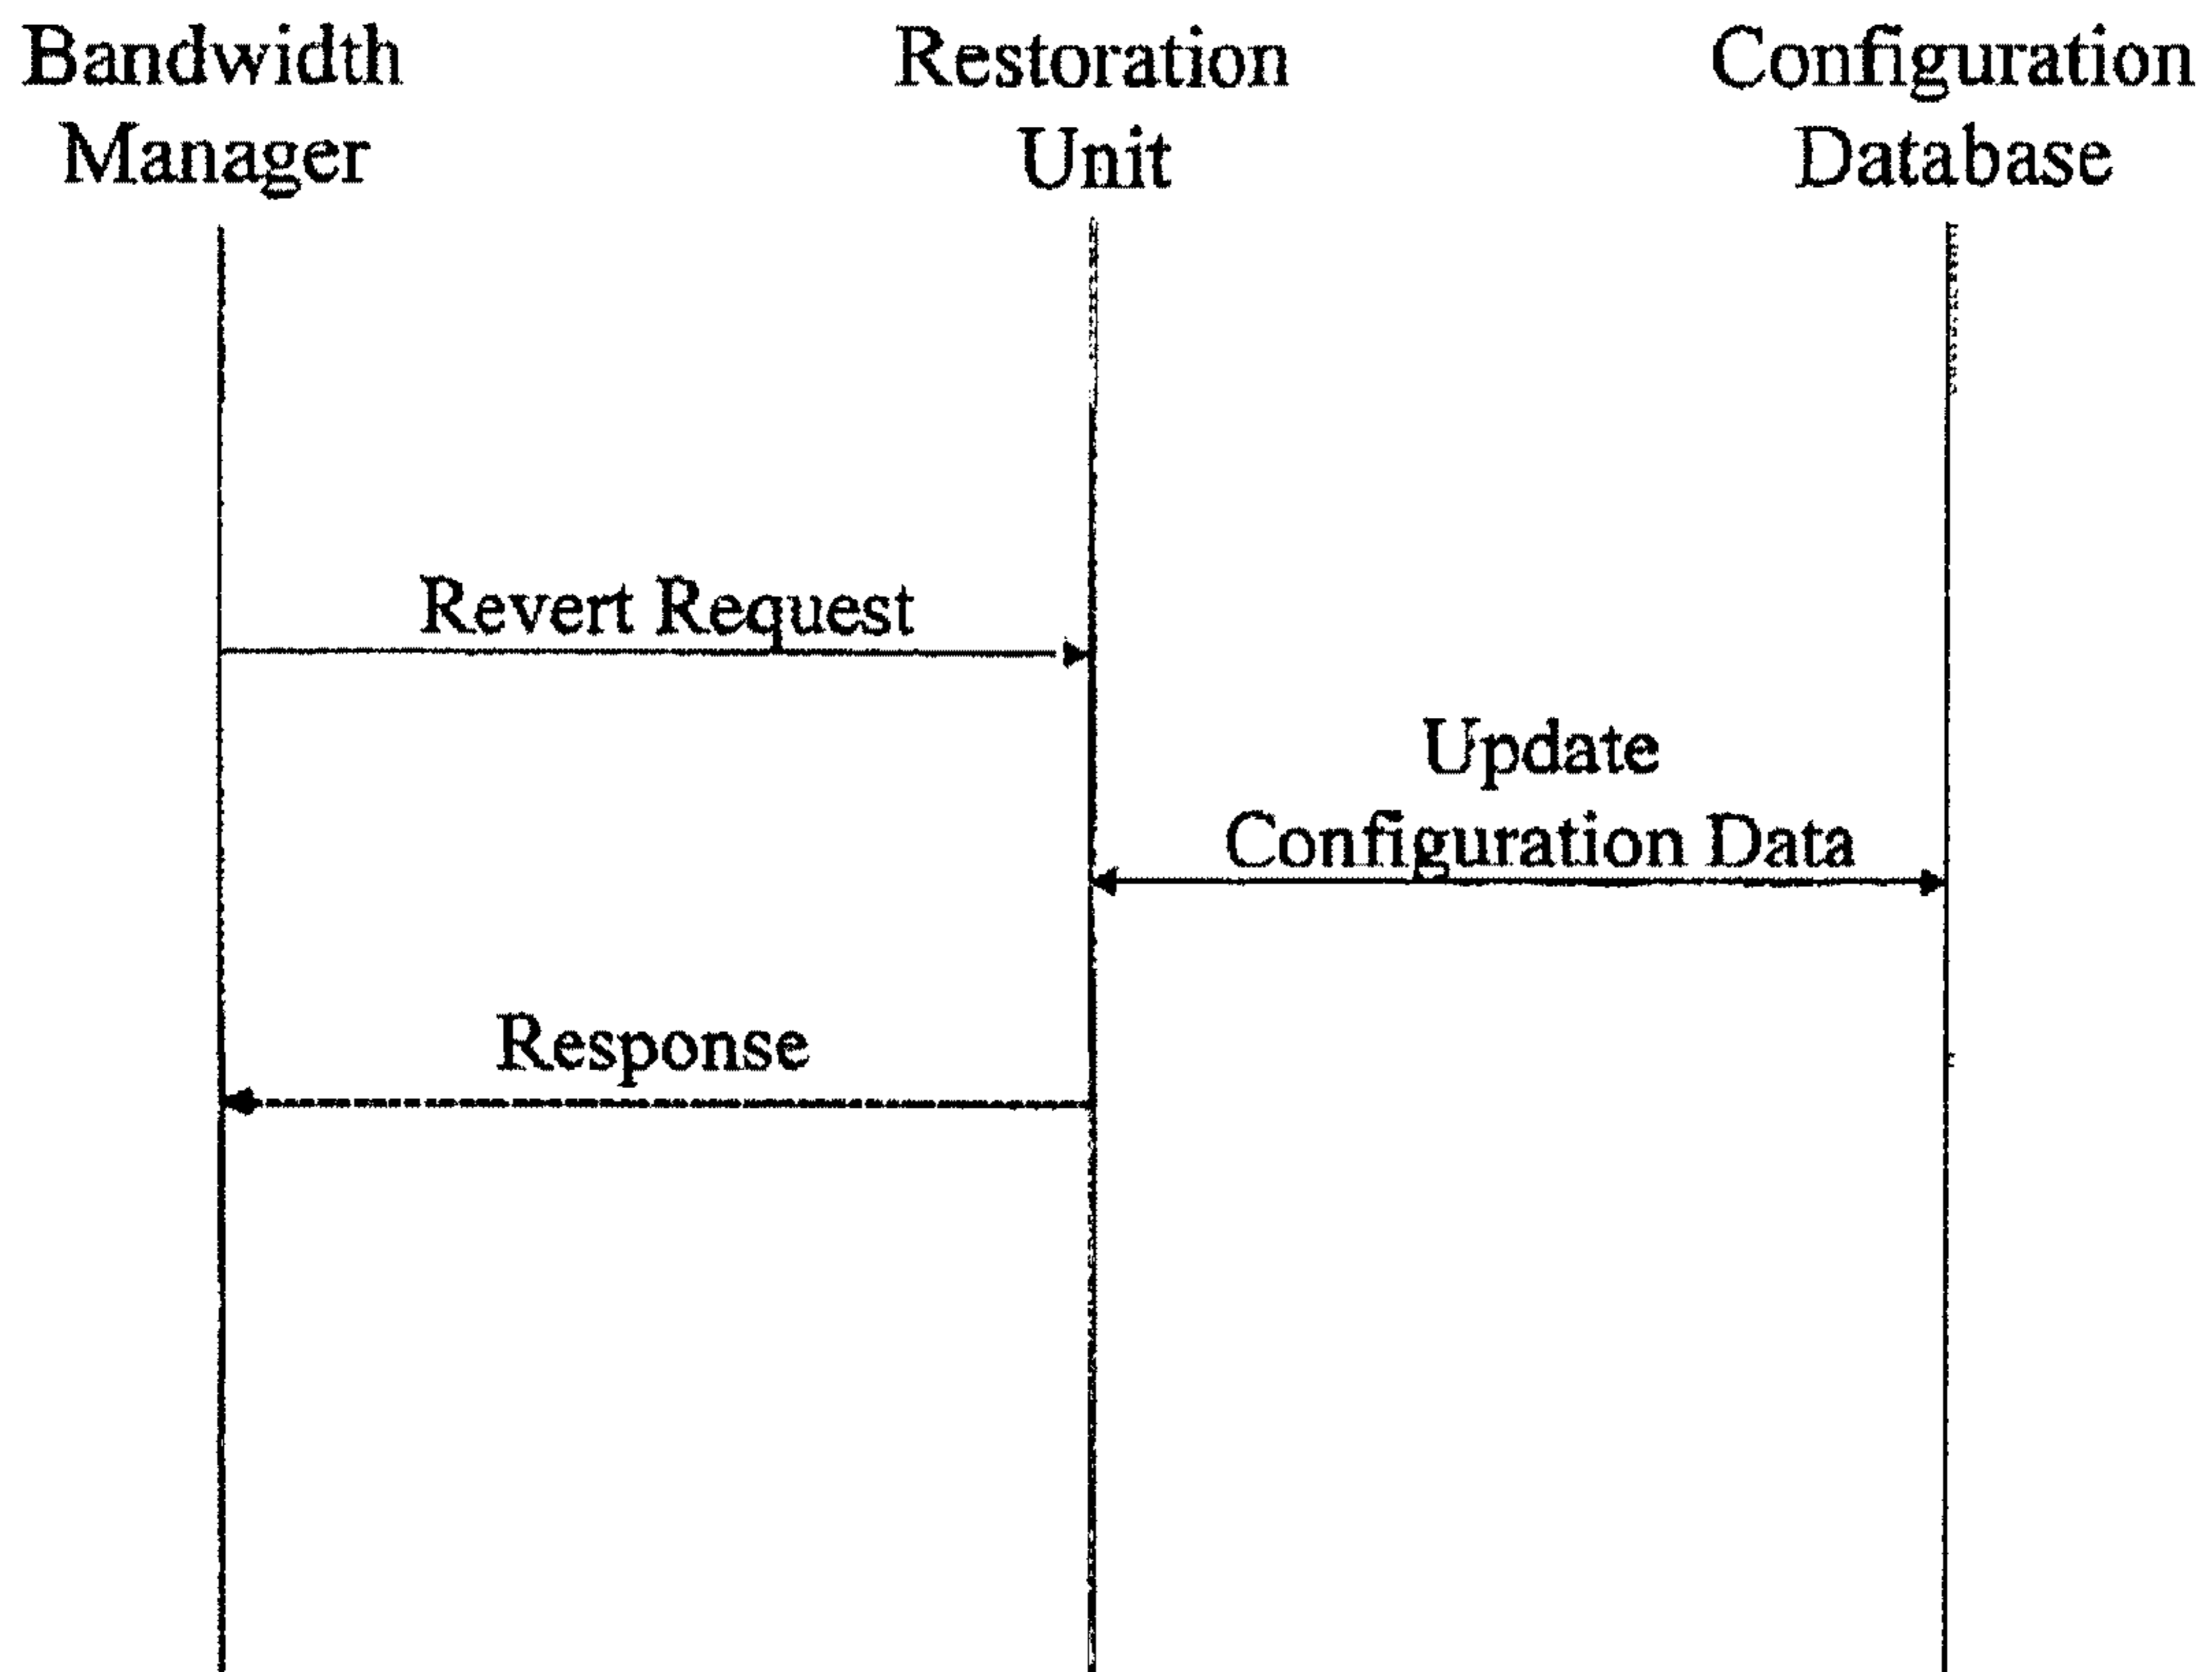 Bandwidth
Manager
Restoration
Unit
Configuration
Database
Revert Request
Update
Configuration Data
Response